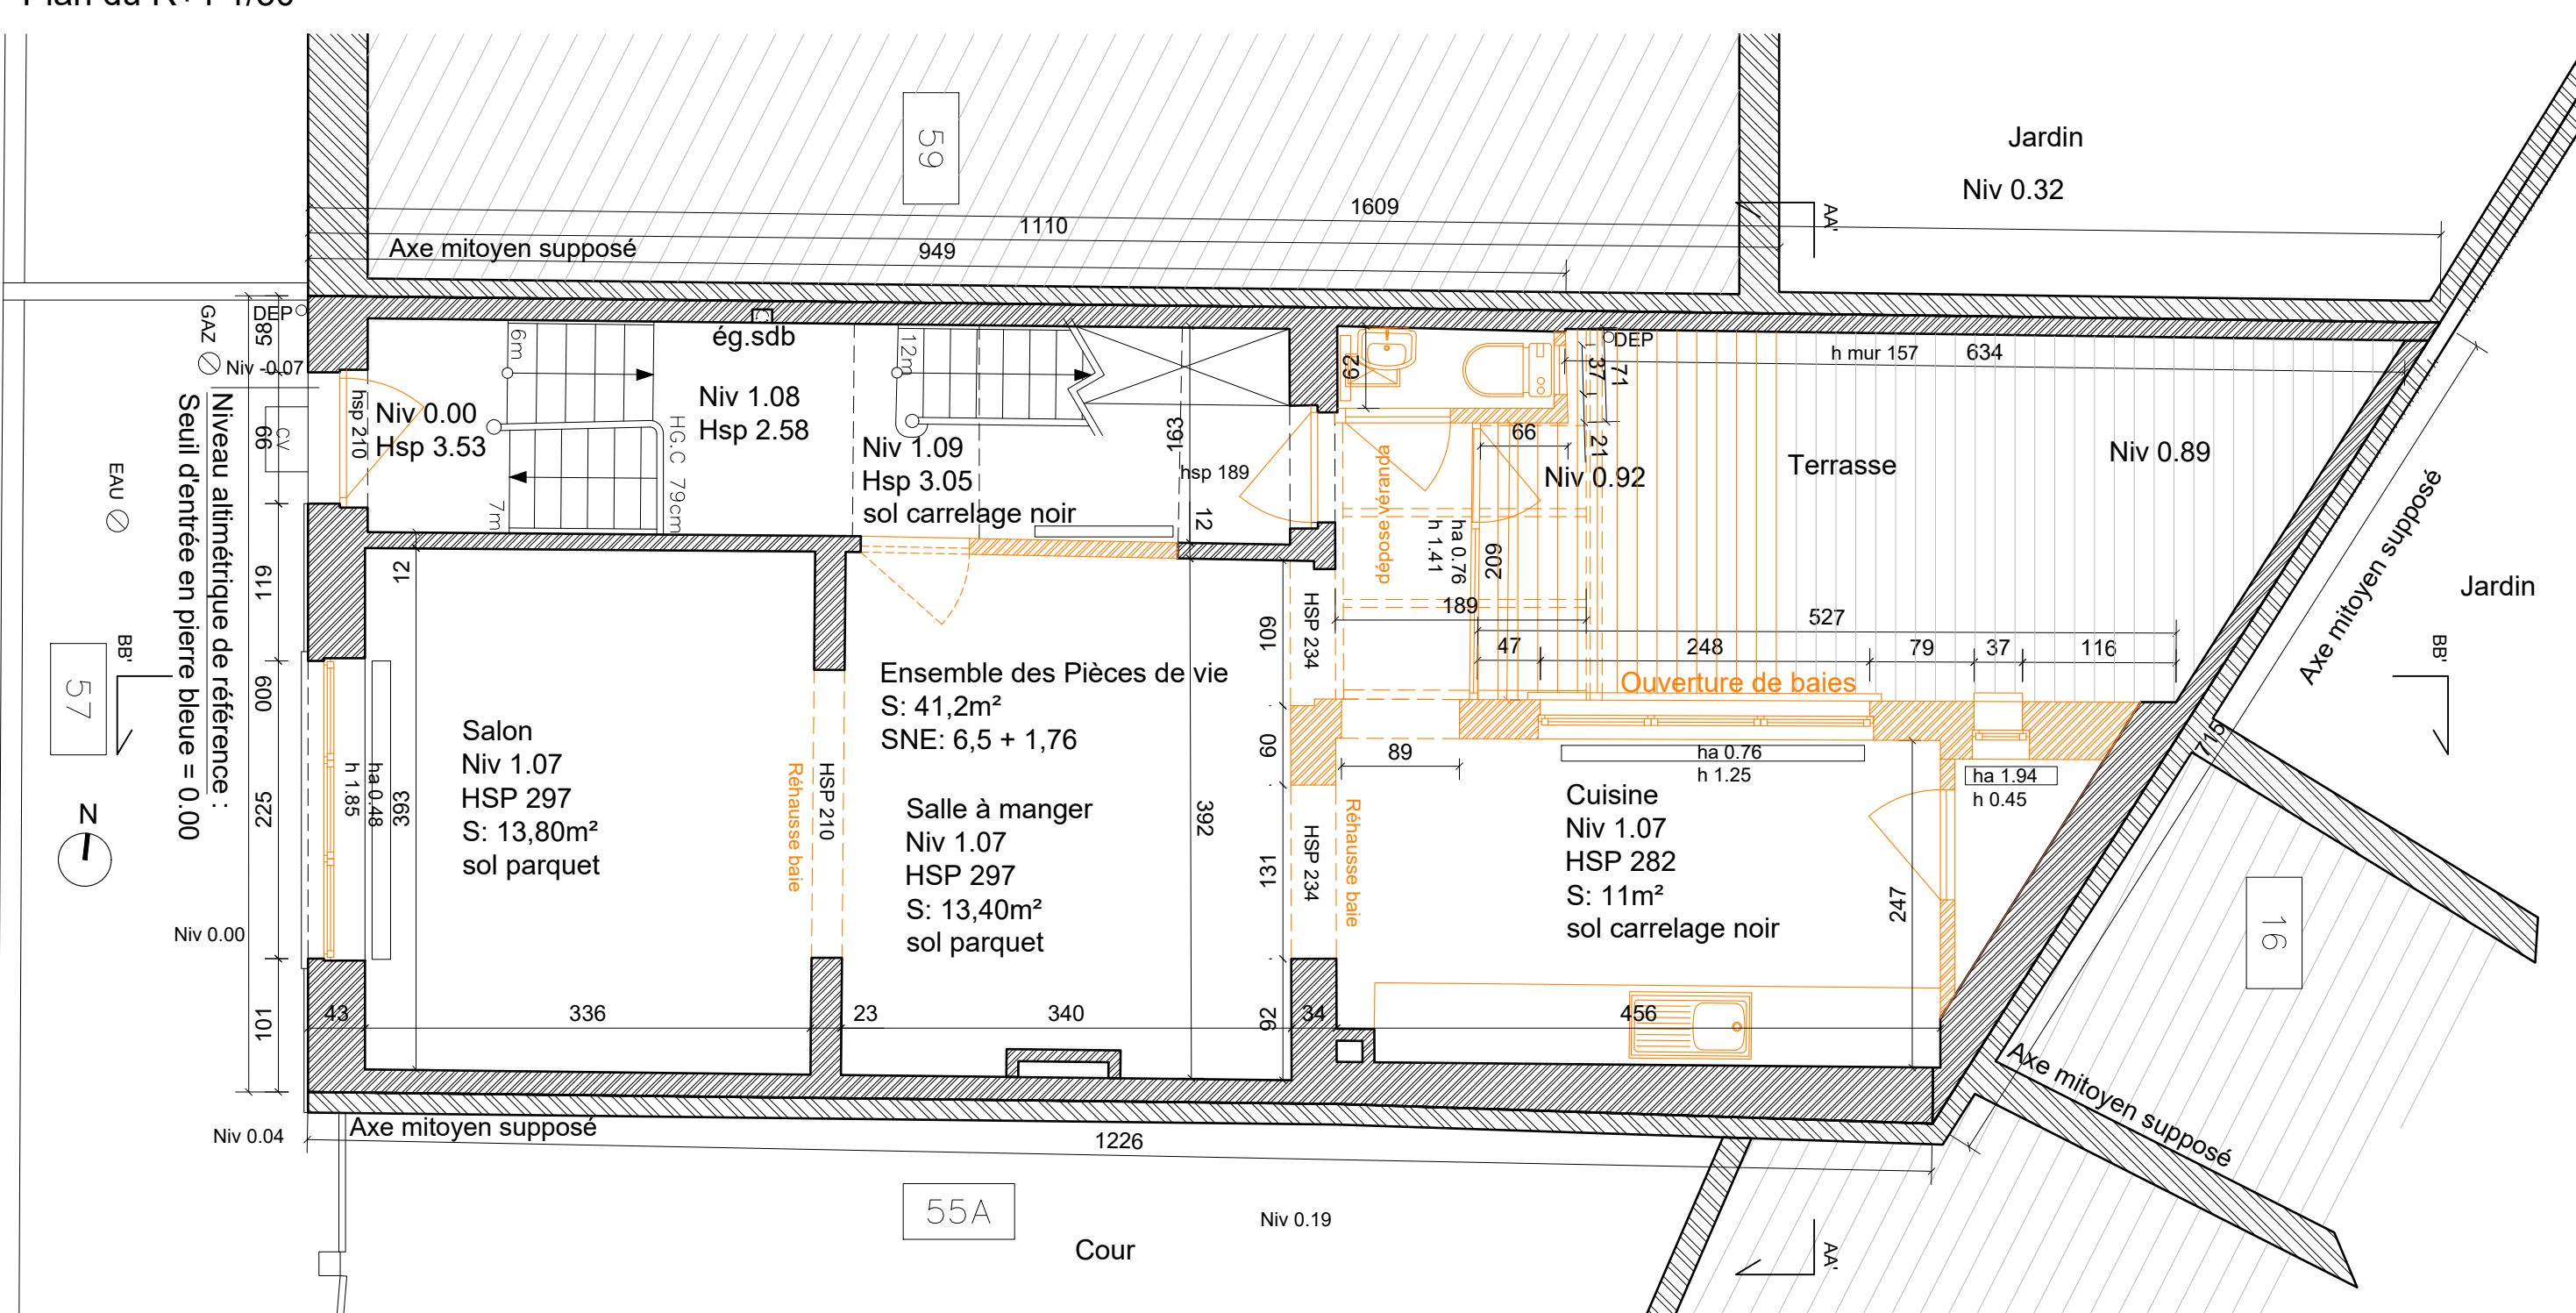 59
Jardin
Niv 0.32
1609
1110
949
Axe mitoyen supposé
AA'
GAZ
DEP
585
Niv -0.07
99
CV
hsp 210
Niv 0.00
Hsp 3.53
6m
7m
HG.C 79cm
ég.sdb
Niv 1.08
Hsp 2.58
12m
Niv 1.09
Hsp 3.05
sol carrelage noir
163
hsp 189
12
62
DEP
37
71
21
66
Niv 0.92
h mur 157
634
Terrasse
Niv 0.89
Axe mitoyen supposé
Jardin
BB'
EAU
Niveau altimétrique de référence :
Seuil d'entrée en pierre bleue = 0.00
57
BB'
N
119
600
225
101
Niv 0.00
Niv 0.04
12
393
ha 0.48
h 1.85
Salon
Niv 1.07
HSP 297
S: 13,80m²
sol parquet
Réhausse baie
HSP 210
Ensemble des Pièces de vie
S: 41,2m²
SNE: 6,5 + 1,76
Salle à manger
Niv 1.07
HSP 297
S: 13,40m²
sol parquet
392
109
60
131
92
HSP 234
HSP 234
Réhausse baie
déposée véranda
ha 0.76
h 1.41
209
189
527
47
248
79
37
116
Ouverture de baies
89
ha 0.76
h 1.25
ha 1.94
h 0.45
Cuisine
Niv 1.07
HSP 282
S: 11m²
sol carrelage noir
247
715
16
43
336
23
340
34
456
Axe mitoyen supposé
Axe mitoyen supposé
1226
55A
Niv 0.19
Cour
AA'